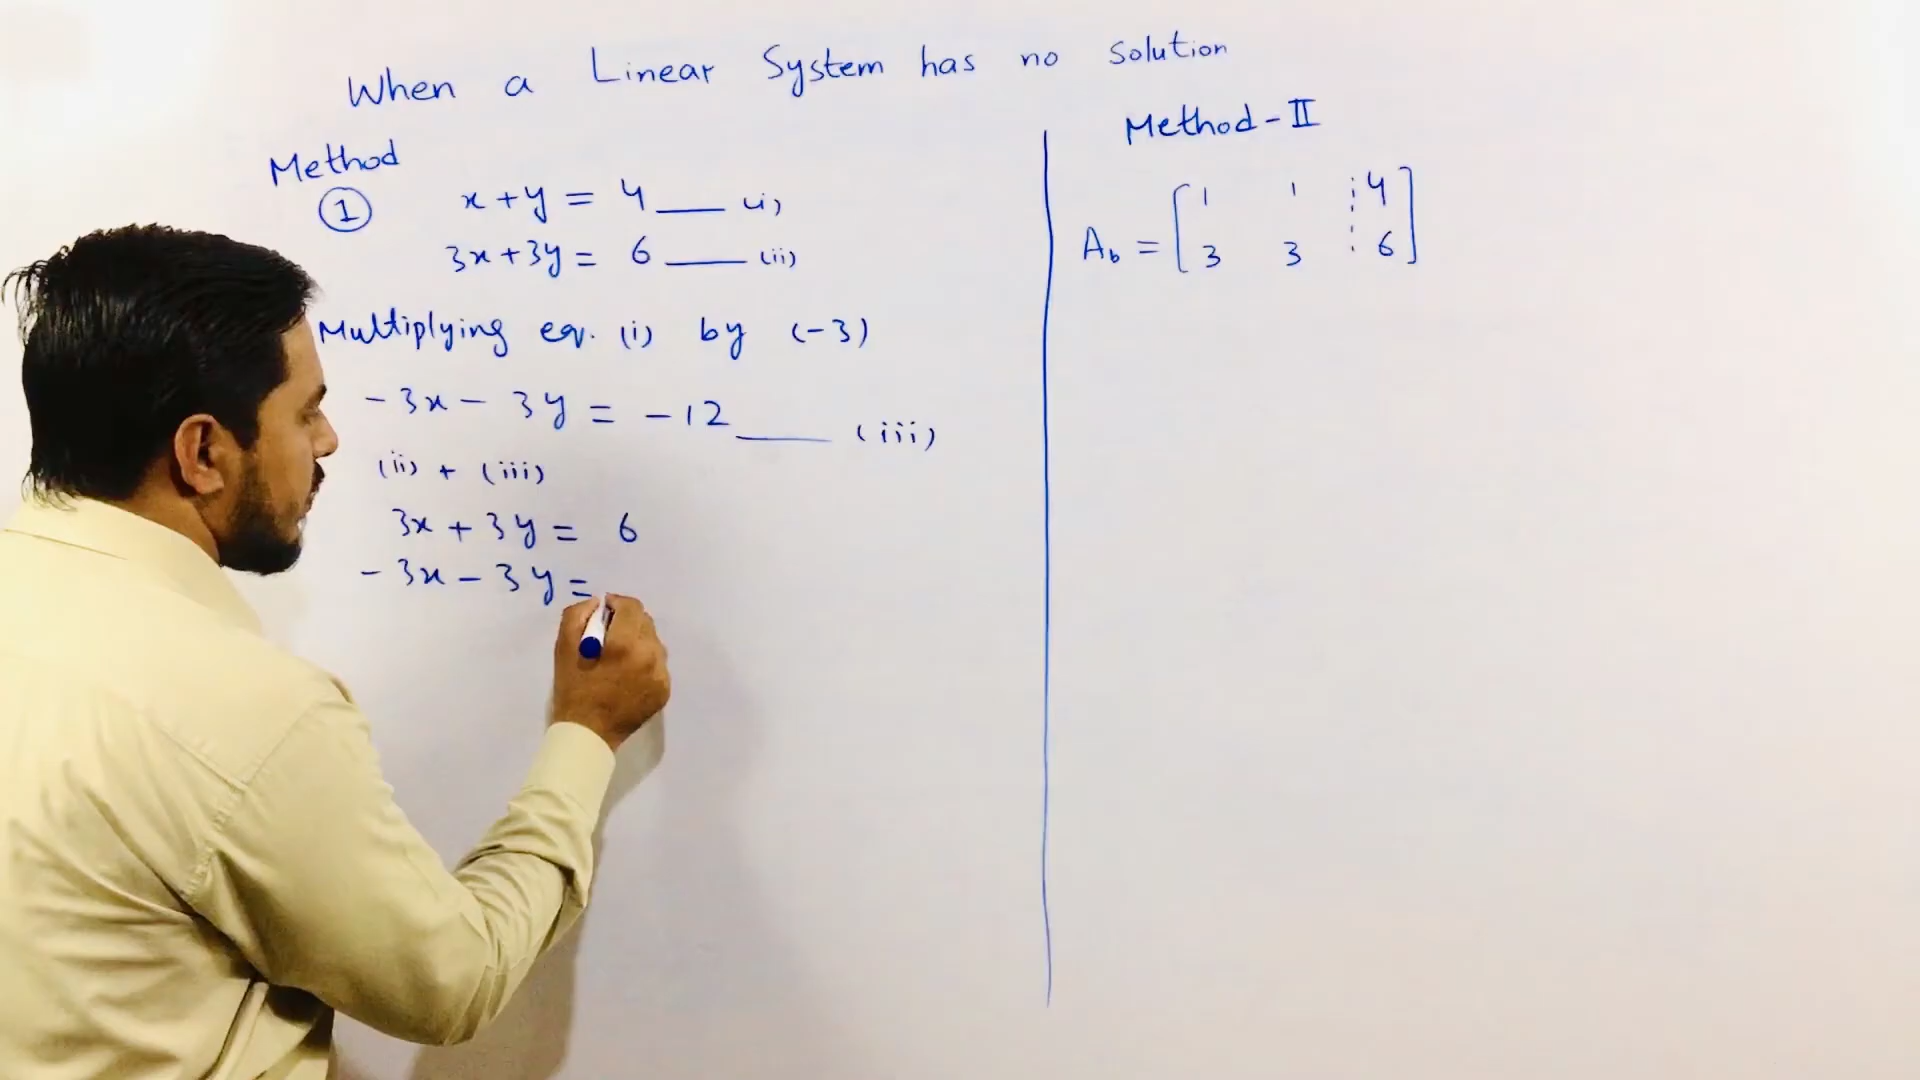 When a Linear System has no solution
Method
① x + y = 4 ___ (i)
3x + 3y = 6 ___ (ii)
Multiplying eq. (i) by (-3)
-3x - 3y = -12 ___ (iii)
(ii) + (iii)
3x + 3y = 6
-3x - 3y =
Method - II
A_b = [1 1 ⋮ 4
3 3 ⋮ 6]